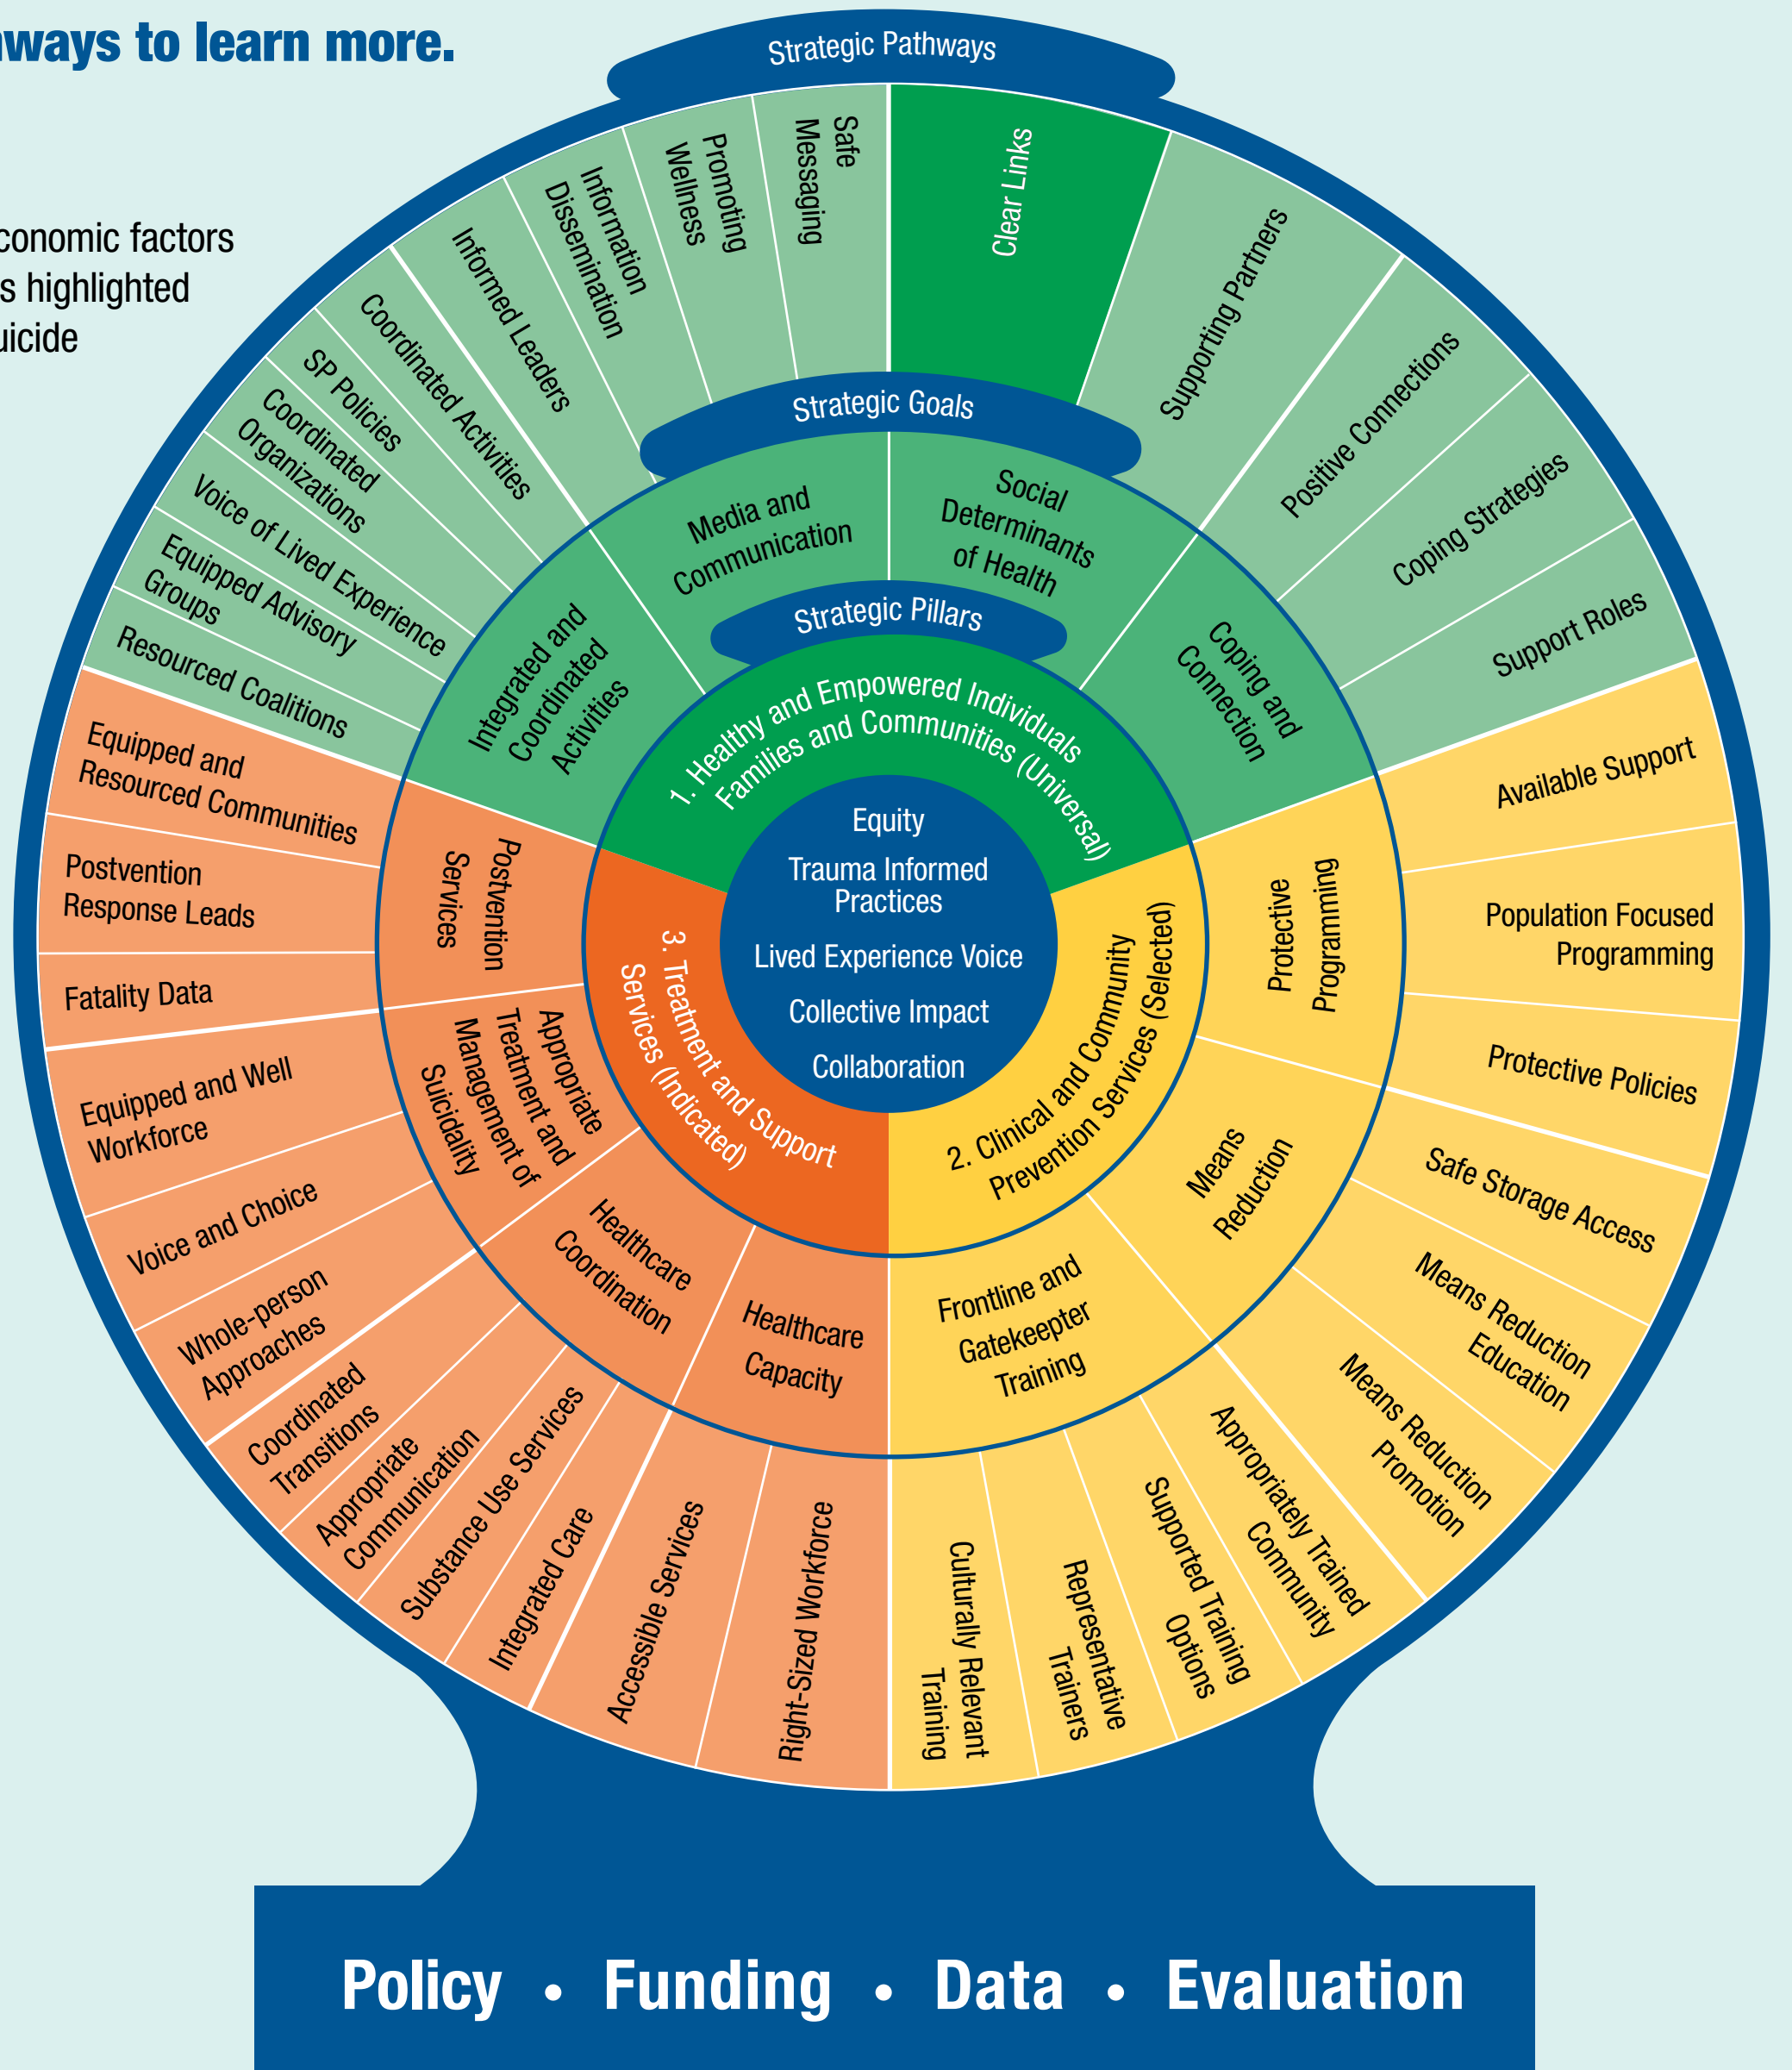 ways to learn more.
conomic factors
s highlighted
uicide
Strategic Pathways
Clear Links
Supporting Partners
Positive Connections
Coping Strategies
Support Roles
Available Support
Population Focused
Programming
Protective Policies
Safe Storage Access
Means Reduction
Education
Means Reduction
Promotion
Appropriately Trained
Community
Supported Training
Options
Representative
Trainers
Culturally Relevant
Training
Right-Sized Workforce
Accessible Services
Integrated Care
Substance Use Services
Appropriate
Communication
Coordinated
Transitions
Whole-person
Approaches
Voice and Choice
Equipped and Well
Workforce
Fatality Data
Postvention
Response Leads
Equipped and
Resourced Communities
Resourced Coalitions
Equipped Advisory
Groups
Voice of Lived Experience
Coordinated
Organizations
SP Policies
Coordinated Activities
Informed Leaders
Information
Dissemination
Promoting
Wellness
Safe
Messaging
Strategic Goals
Social
Determinants
of Health
Coping and
Connection
Protective
Programming
Means
Reduction
Frontline and
Gatekeeper
Training
Healthcare
Capacity
Healthcare
Coordination
Appropriate
Treatment and
Management of
Suicidality
Postvention
Services
Integrated and
Coordinated
Activities
Media and
Communication
Strategic Pillars
1. Healthy and Empowered Individuals
Families and Communities (Universal)
2. Clinical and Community
Prevention Services (Selected)
3. Treatment and Support
Services (Indicated)
Equity
Trauma Informed
Practices
Lived Experience Voice
Collective Impact
Collaboration
Policy • Funding • Data • Evaluation